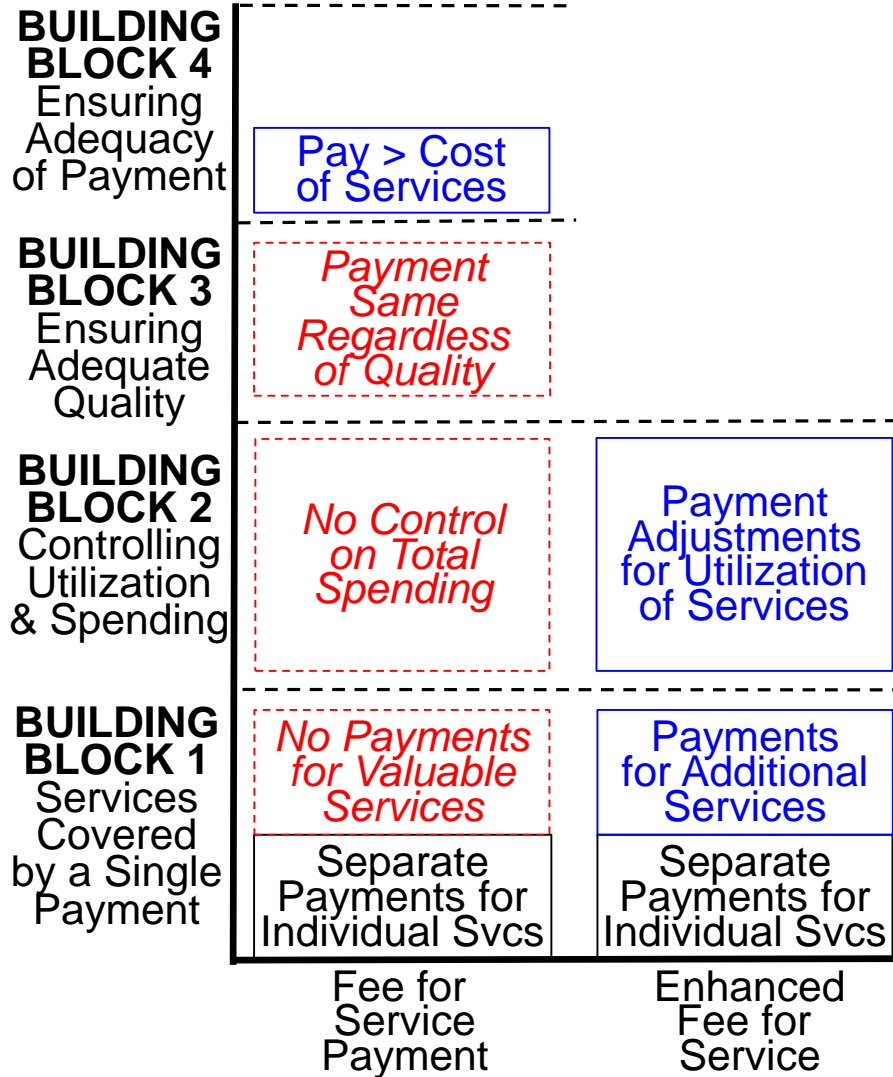 BUILDING
BLOCK 4
Ensuring
Adequacy
of Payment
Pay > Cost
of Services
BUILDING
BLOCK 3
Ensuring
Adequate
Quality
Payment
Same
Regardless
of Quality
BUILDING
BLOCK 2
Controlling
Utilization
& Spending
No Control
on Total
Spending
Payment
Adjustments
for Utilization
of Services
BUILDING
BLOCK 1
Services
Covered
by a Single
Payment
No Payments
for Valuable
Services
Payments
for Additional
Services
Separate
Payments for
Individual Svcs
Separate
Payments for
Individual Svcs
Fee for
Service
Payment
Enhanced
Fee for
Service